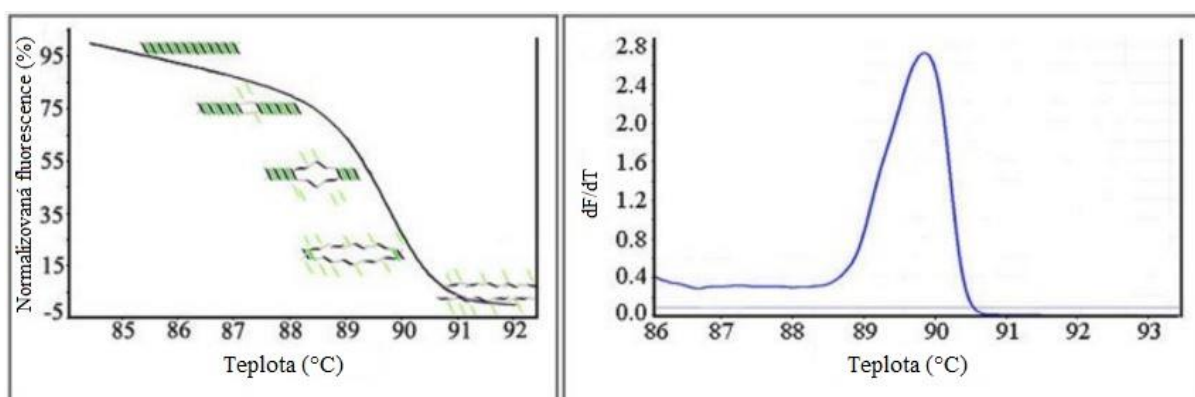 Normalizovaná fluorescence (%)
95
75
55
35
15
-5
85 86 87 88 89 90 91 92
Teplota (°C)
dF/dT
2.8
2.4
2.0
1.6
1.2
0.8
0.4
0.0
86 87 88 89 90 91 92 93
Teplota (°C)